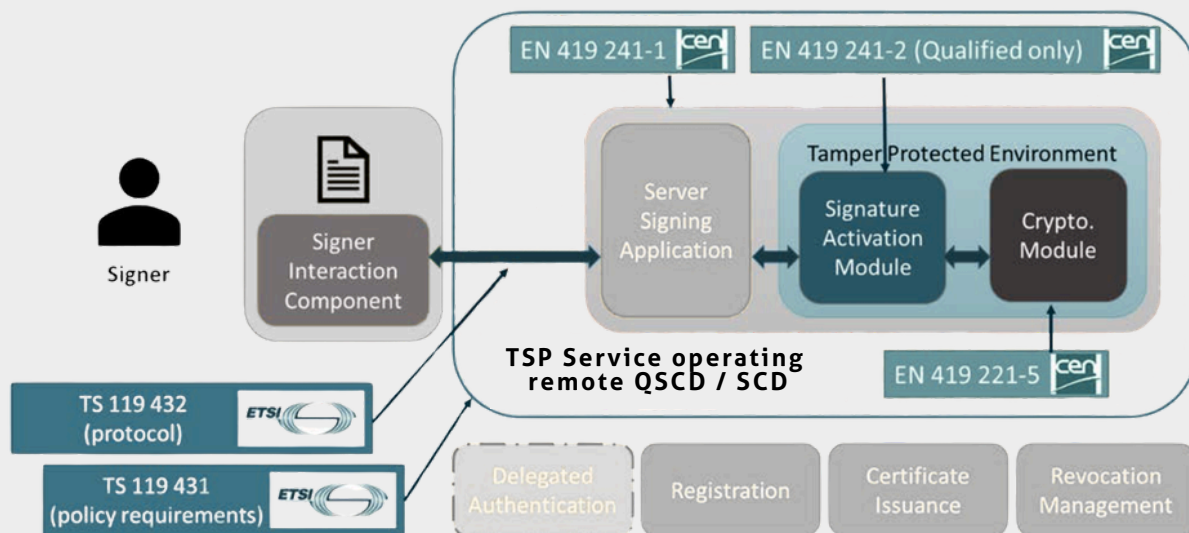 EN 419 241-1
cen
EN 419 241-2 (Qualified only)
cen
Tamper Protected Environment
Server
Signing
Application
Signature
Activation
Module
Crypto.
Module
Signer
Interaction
Component
Signer
TSP Service operating
remote QSCD / SCD
EN 419 221-5
cen
TS 119 432
(protocol)
ETSI
TS 119 431
(policy requirements)
ETSI
Delegated
Authentication
Registration
Certificate
Issuance
Revocation
Management